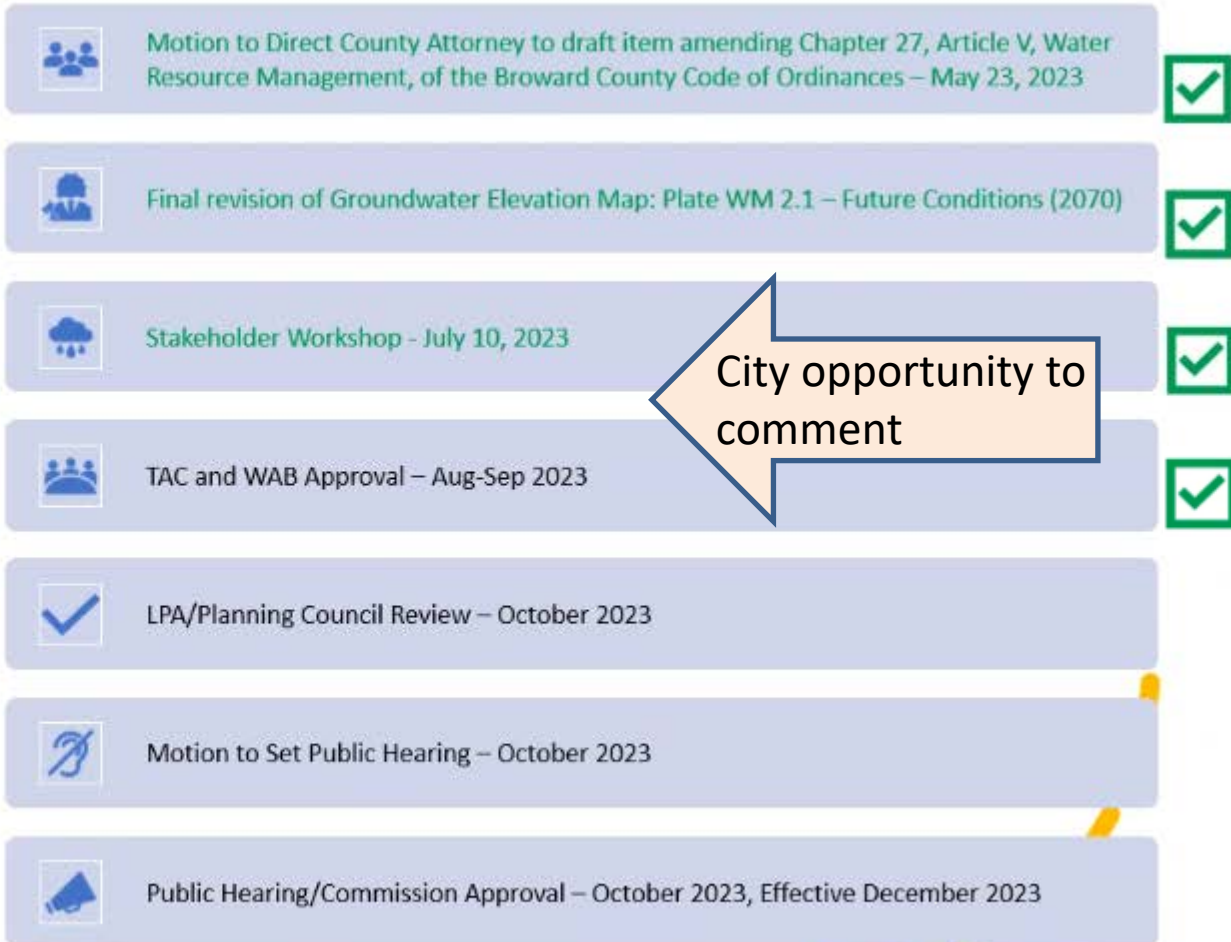 Motion to Direct County Attorney to draft item amending Chapter 27, Article V, Water
Resource Management, of the Broward County Code of Ordinances – May 23, 2023
Final revision of Groundwater Elevation Map: Plate WM 2.1 – Future Conditions (2070)
Stakeholder Workshop - July 10, 2023
City opportunity to
comment
TAC and WAB Approval – Aug-Sep 2023
LPA/Planning Council Review – October 2023
Motion to Set Public Hearing – October 2023
Public Hearing/Commission Approval – October 2023, Effective December 2023